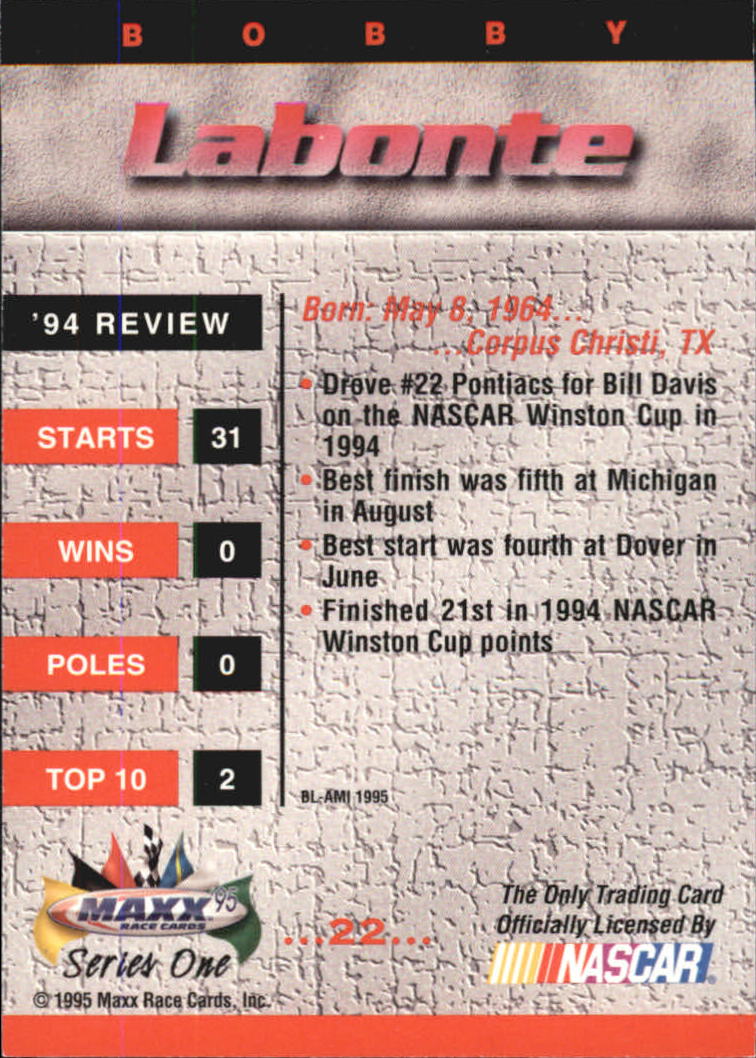 B O B B Y
Labonte
'94 REVIEW
STARTS 31
WINS 0
POLES 0
TOP 10 2
Born: May 8, 1964...
...Corpus Christi, TX
• Drove #22 Pontiacs for Bill Davis
on the NASCAR Winston Cup in
1994
• Best finish was fifth at Michigan
in August
• Best start was fourth at Dover in
June
• Finished 21st in 1994 NASCAR
Winston Cup points
BL-AMI 1995
MAXX '95
RACE CARDS
Series One
© 1995 Maxx Race Cards, Inc.
...22...
The Only Trading Card
Officially Licensed By
NASCAR®